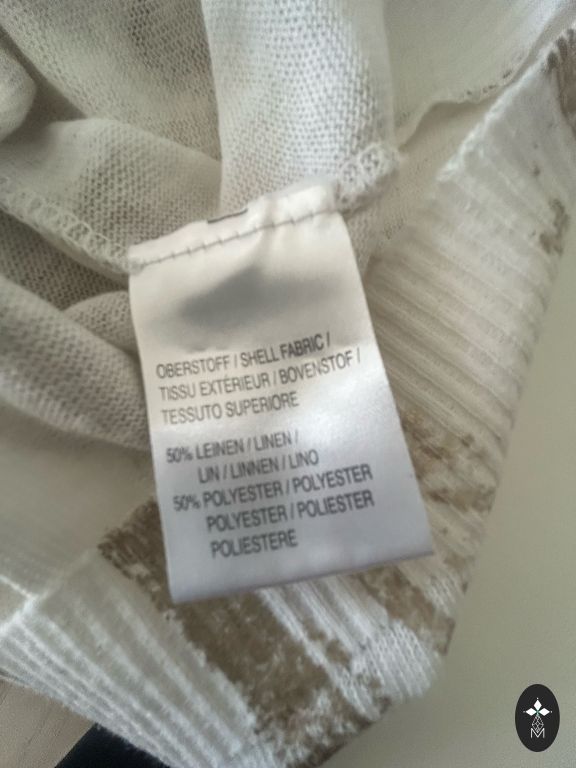 OBERSTOFF / SHELL FABRIC /
TISSU EXTÉRIEUR / BOVENSTOF /
TESSUTO SUPERIORE
50% LEINEN / LINEN /
LIN / LINNEN / LINO
50% POLYESTER / POLYESTER
POLYESTER / POLIESTER
POLIESTERE
M